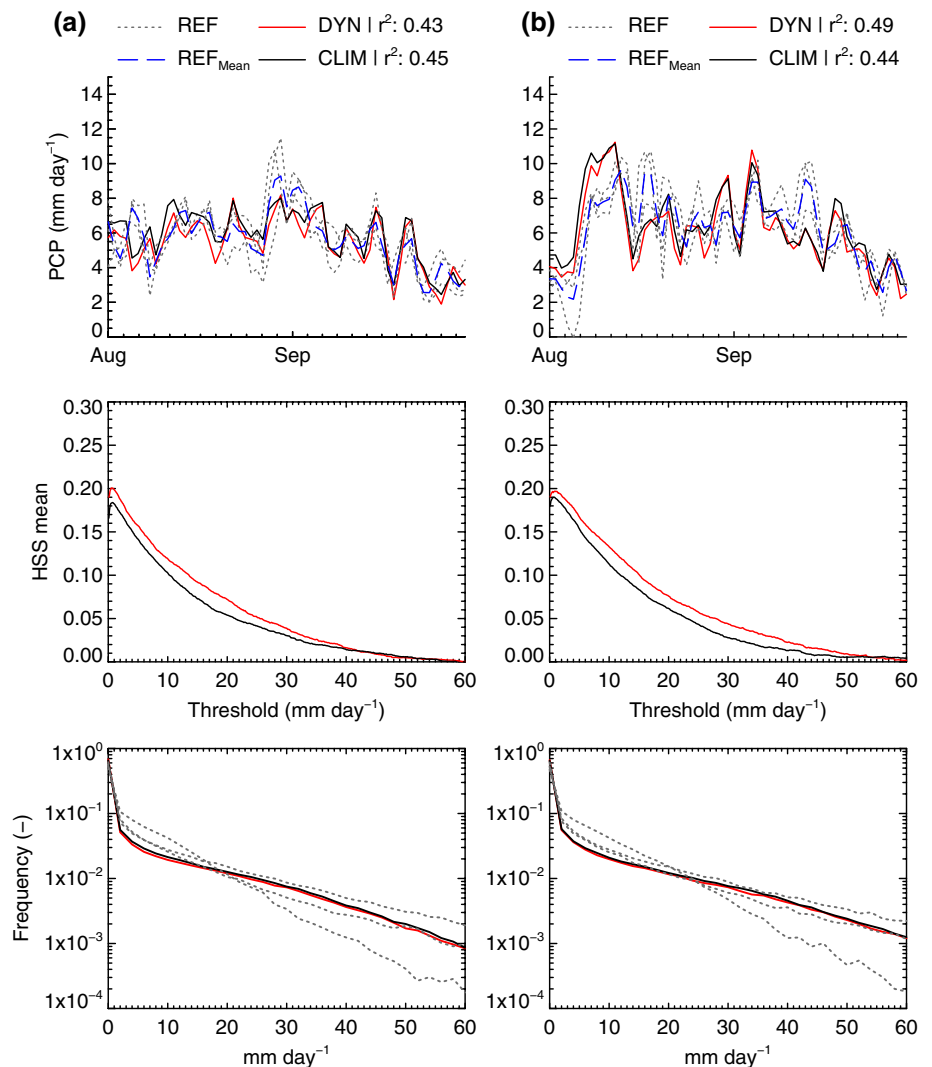 (a) REF DYN | r²: 0.43
REF_Mean CLIM | r²: 0.45
(b) REF DYN | r²: 0.49
REF_Mean CLIM | r²: 0.44
PCP (mm day⁻¹)
14
12
10
8
6
4
2
0
Aug Sep
14
12
10
8
6
4
2
0
Aug Sep
HSS mean
0.30
0.25
0.20
0.15
0.10
0.05
0.00
0 10 20 30 40 50 60
Threshold (mm day⁻¹)
0.30
0.25
0.20
0.15
0.10
0.05
0.00
0 10 20 30 40 50 60
Threshold (mm day⁻¹)
Frequency (−)
1x10⁰
1x10⁻¹
1x10⁻²
1x10⁻³
1x10⁻⁴
0 10 20 30 40 50 60
mm day⁻¹
1x10⁰
1x10⁻¹
1x10⁻²
1x10⁻³
1x10⁻⁴
0 10 20 30 40 50 60
mm day⁻¹